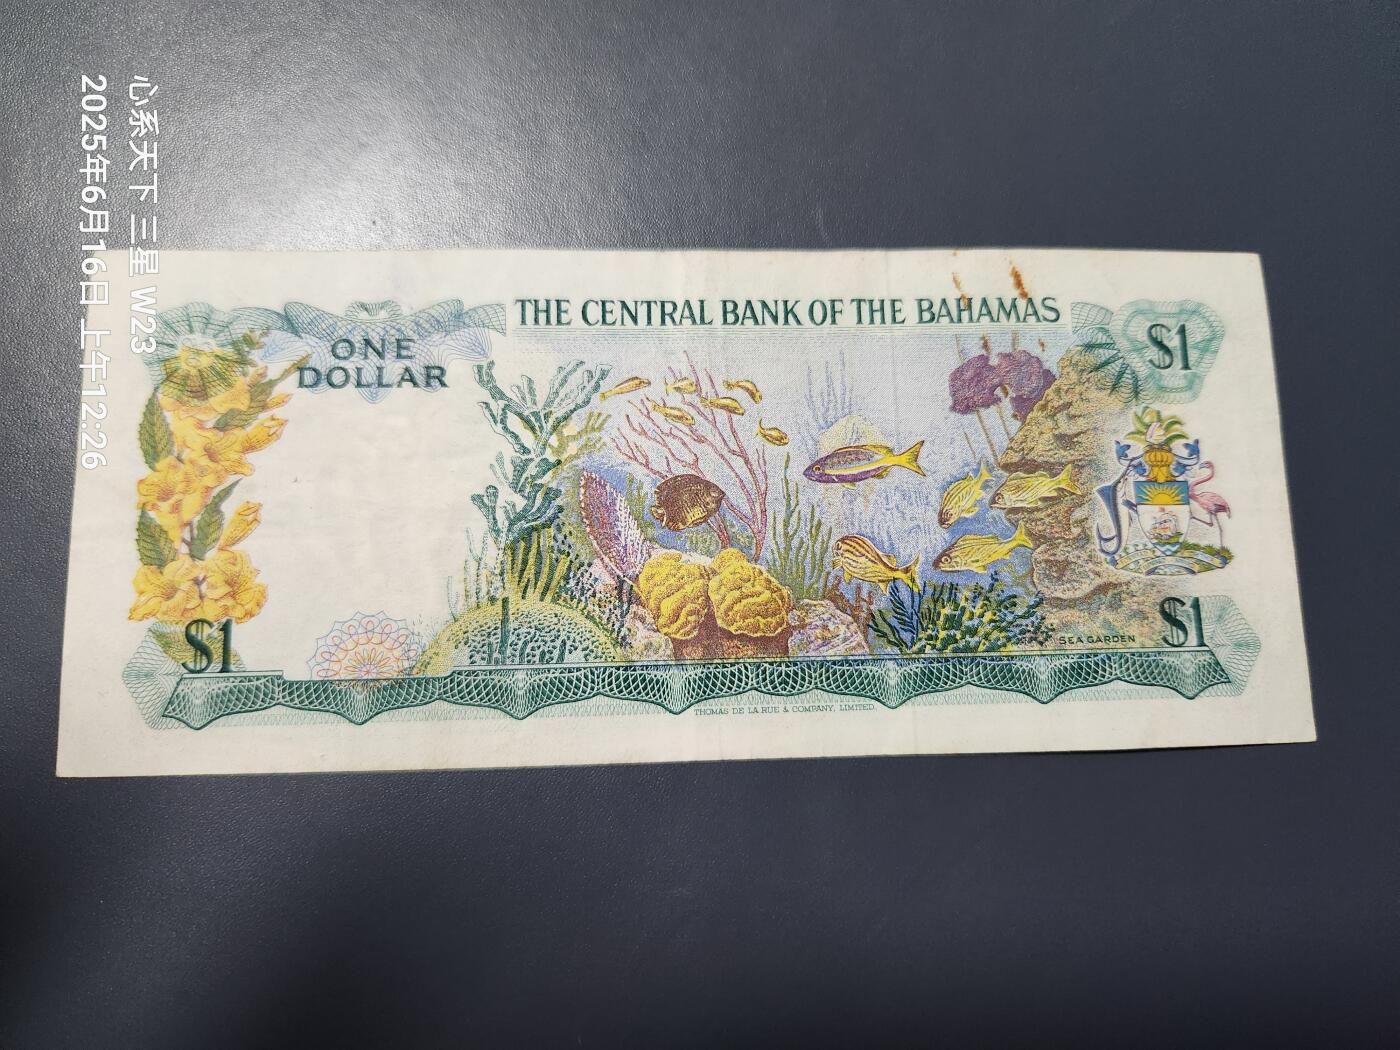 心系天下三星 W23
2025年6月16日 上午12:26
THE CENTRAL BANK OF THE BAHAMAS
ONE
DOLLAR
$1
$1
SEA GARDEN
$1
THOMAS DE LA RUE & COMPANY, LIMITED.